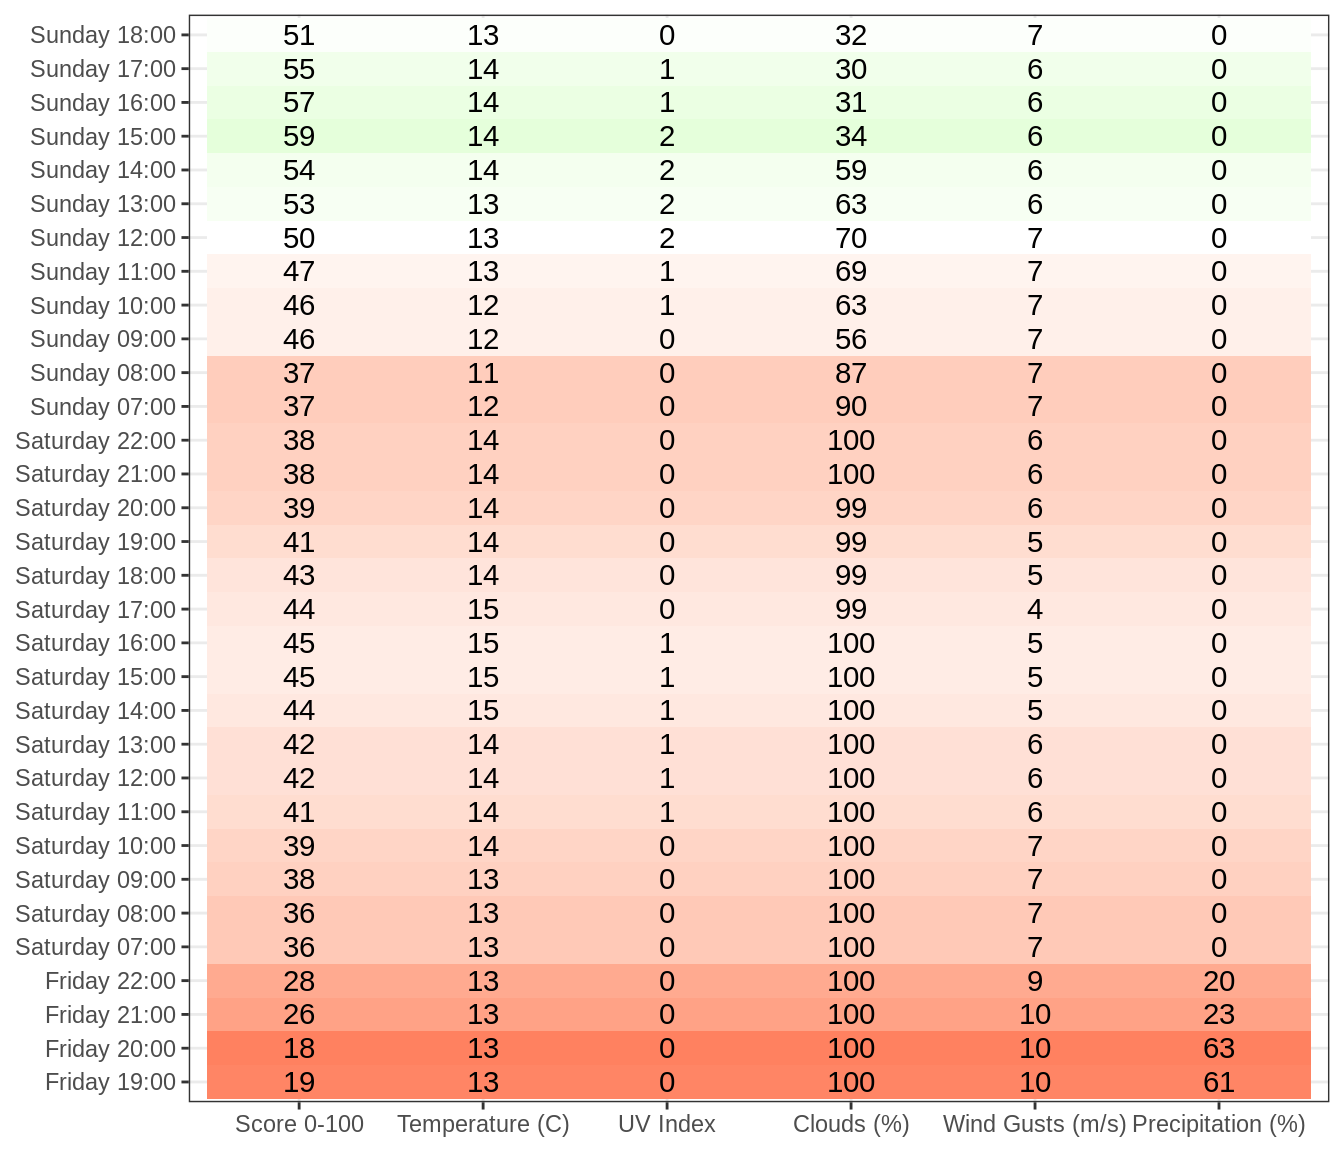 Sunday 18:00 51 13 0 32 7 0
Sunday 17:00 55 14 1 30 6 0
Sunday 16:00 57 14 1 31 6 0
Sunday 15:00 59 14 2 34 6 0
Sunday 14:00 54 14 2 59 6 0
Sunday 13:00 53 13 2 63 6 0
Sunday 12:00 50 13 2 70 7 0
Sunday 11:00 47 13 1 69 7 0
Sunday 10:00 46 12 1 63 7 0
Sunday 09:00 46 12 0 56 7 0
Sunday 08:00 37 11 0 87 7 0
Sunday 07:00 37 12 0 90 7 0
Saturday 22:00 38 14 0 100 6 0
Saturday 21:00 38 14 0 100 6 0
Saturday 20:00 39 14 0 99 6 0
Saturday 19:00 41 14 0 99 5 0
Saturday 18:00 43 14 0 99 5 0
Saturday 17:00 44 15 0 99 4 0
Saturday 16:00 45 15 1 100 5 0
Saturday 15:00 45 15 1 100 5 0
Saturday 14:00 44 15 1 100 5 0
Saturday 13:00 42 14 1 100 6 0
Saturday 12:00 42 14 1 100 6 0
Saturday 11:00 41 14 1 100 6 0
Saturday 10:00 39 14 0 100 7 0
Saturday 09:00 38 13 0 100 7 0
Saturday 08:00 36 13 0 100 7 0
Saturday 07:00 36 13 0 100 7 0
Friday 22:00 28 13 0 100 9 20
Friday 21:00 26 13 0 100 10 23
Friday 20:00 18 13 0 100 10 63
Friday 19:00 19 13 0 100 10 61
Score 0-100 Temperature (C) UV Index Clouds (%) Wind Gusts (m/s) Precipitation (%)